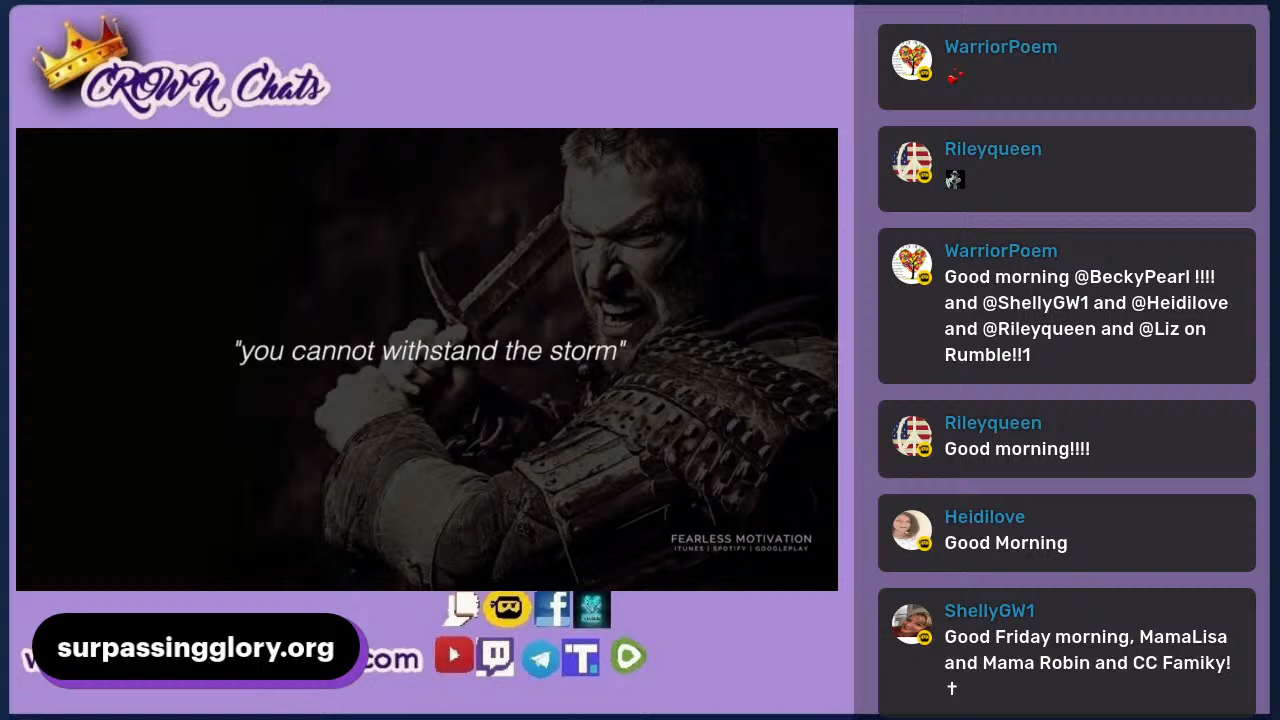 CROWN Chats
"you cannot withstand the storm"
FEARLESS MOTIVATION
ITUNES | SPOTIFY | GOOGLEPLAY
surpassingglory.org
com
WarriorPoem
Rileyqueen
WarriorPoem
Good morning @BeckyPearl !!!!
and @ShellyGW1 and @Heidilove
and @Rileyqueen and @Liz on
Rumble!!1
Rileyqueen
Good morning!!!!
Heidilove
Good Morning
ShellyGW1
Good Friday morning, MamaLisa
and Mama Robin and CC Famiky!
✝